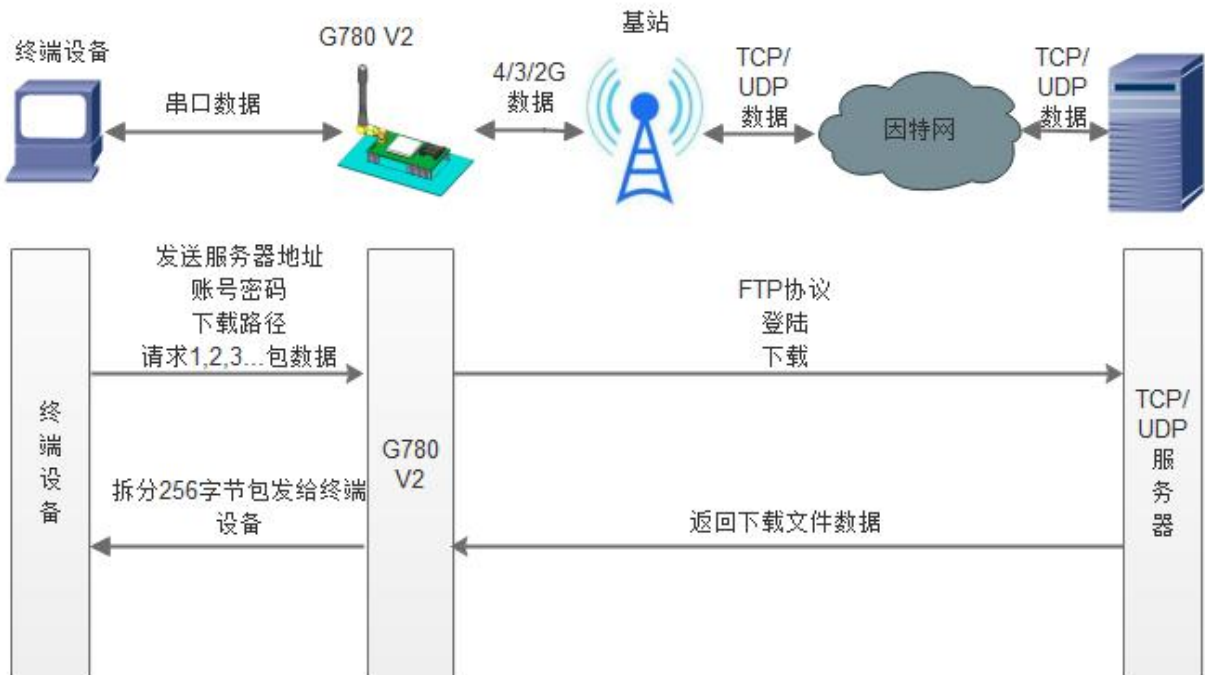 终端设备
G780 V2
基站
串口数据
4/3/2G
数据
TCP/
UDP
数据
因特网
TCP/
UDP
数据
发送服务器地址
账号密码
下载路径
请求1,2,3...包数据
FTP协议
登陆
下载
终
端
设
备
G780
V2
TCP/
UDP
服
务
器
拆分256字节包发给终端
设备
返回下载文件数据